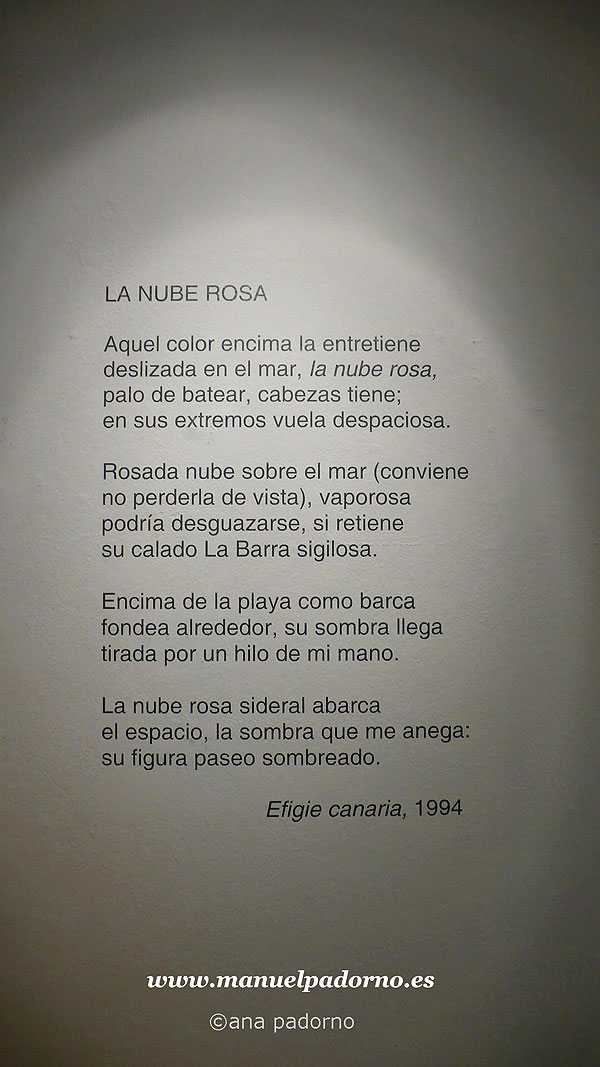 LA NUBE ROSA
Aquel color encima la entretiene
deslizada en el mar, la nube rosa,
palo de batear, cabezas tiene;
en sus extremos vuela despaciosa.
Rosada nube sobre el mar (conviene
no perderla de vista), vaporosa
podría desguazarse, si retiene
su calado La Barra sigilosa.
Encima de la playa como barca
fondea alrededor, su sombra llega
tirada por un hilo de mi mano.
La nube rosa sideral abarca
el espacio, la sombra que me anega:
su figura paseo sombreado.
Efigie canaria, 1994
www.manuelpadorno.es
©ana padorno